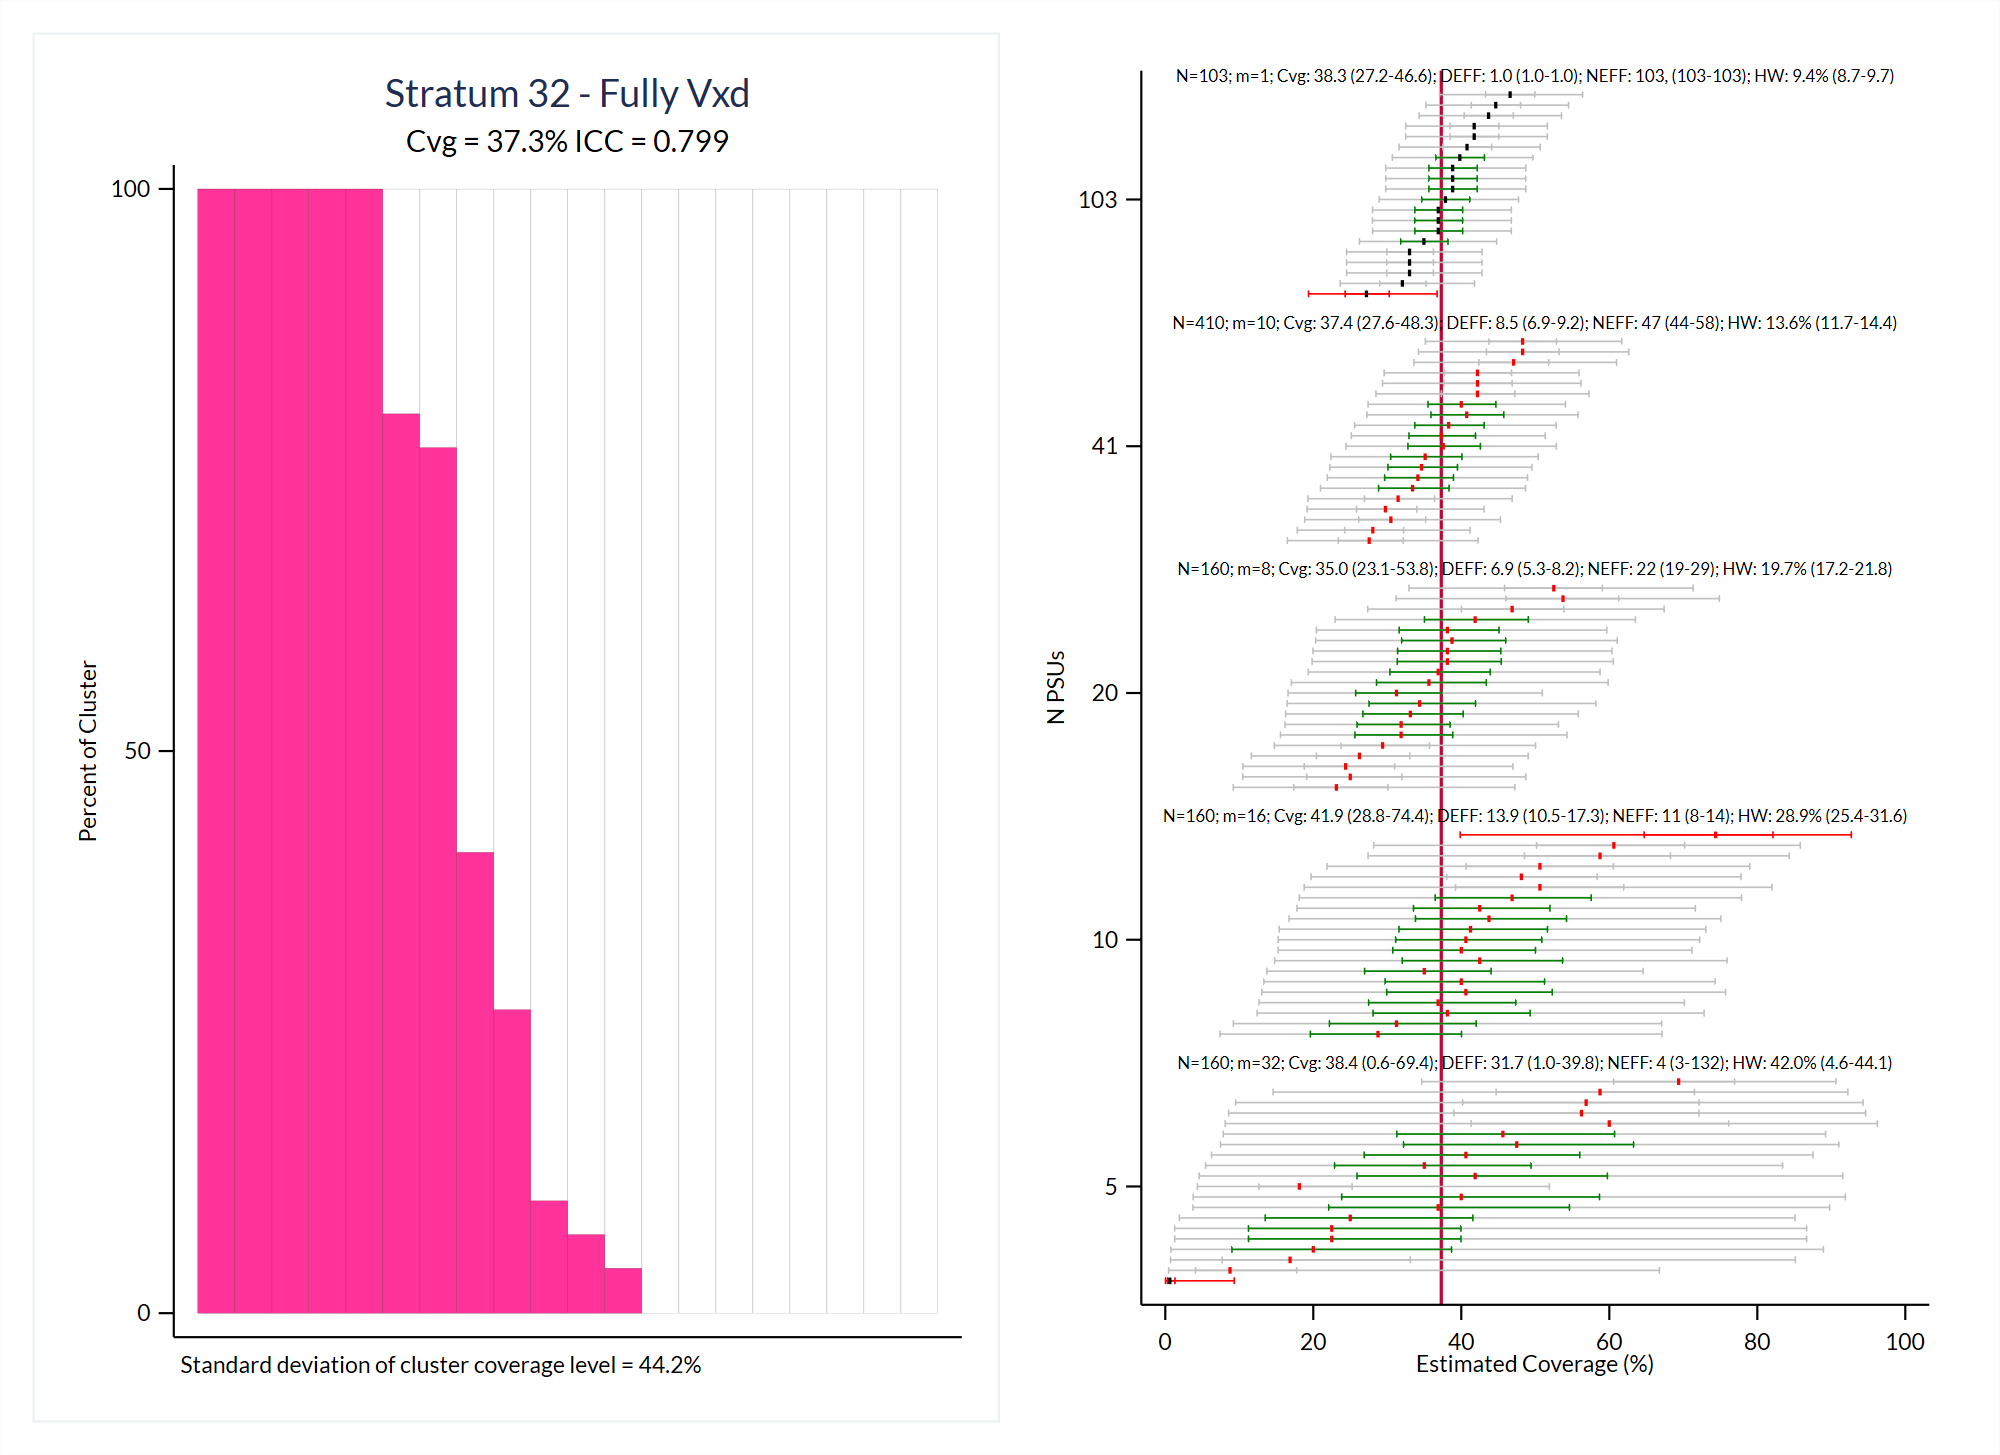 Stratum 32 - Fully Vxd
Cvg = 37.3% ICC = 0.799
Percent of Cluster
100
50
0
Standard deviation of cluster coverage level = 44.2%
N PSUs
N=103; m=1; Cvg: 38.3 (27.2-46.6); DEFF: 1.0 (1.0-1.0); NEFF: 103, (103-103); HW: 9.4% (8.7-9.7)
103
N=410; m=10; Cvg: 37.4 (27.6-48.3); DEFF: 8.5 (6.9-9.2); NEFF: 47 (44-58); HW: 13.6% (11.7-14.4)
41
N=160; m=8; Cvg: 35.0 (23.1-53.8); DEFF: 6.9 (5.3-8.2); NEFF: 22 (19-29); HW: 19.7% (17.2-21.8)
20
N=160; m=16; Cvg: 41.9 (28.8-74.4); DEFF: 13.9 (10.5-17.3); NEFF: 11 (8-14); HW: 28.9% (25.4-31.6)
10
N=160; m=32; Cvg: 38.4 (0.6-69.4); DEFF: 31.7 (1.0-39.8); NEFF: 4 (3-132); HW: 42.0% (4.6-44.1)
5
0 20 40 60 80 100
Estimated Coverage (%)